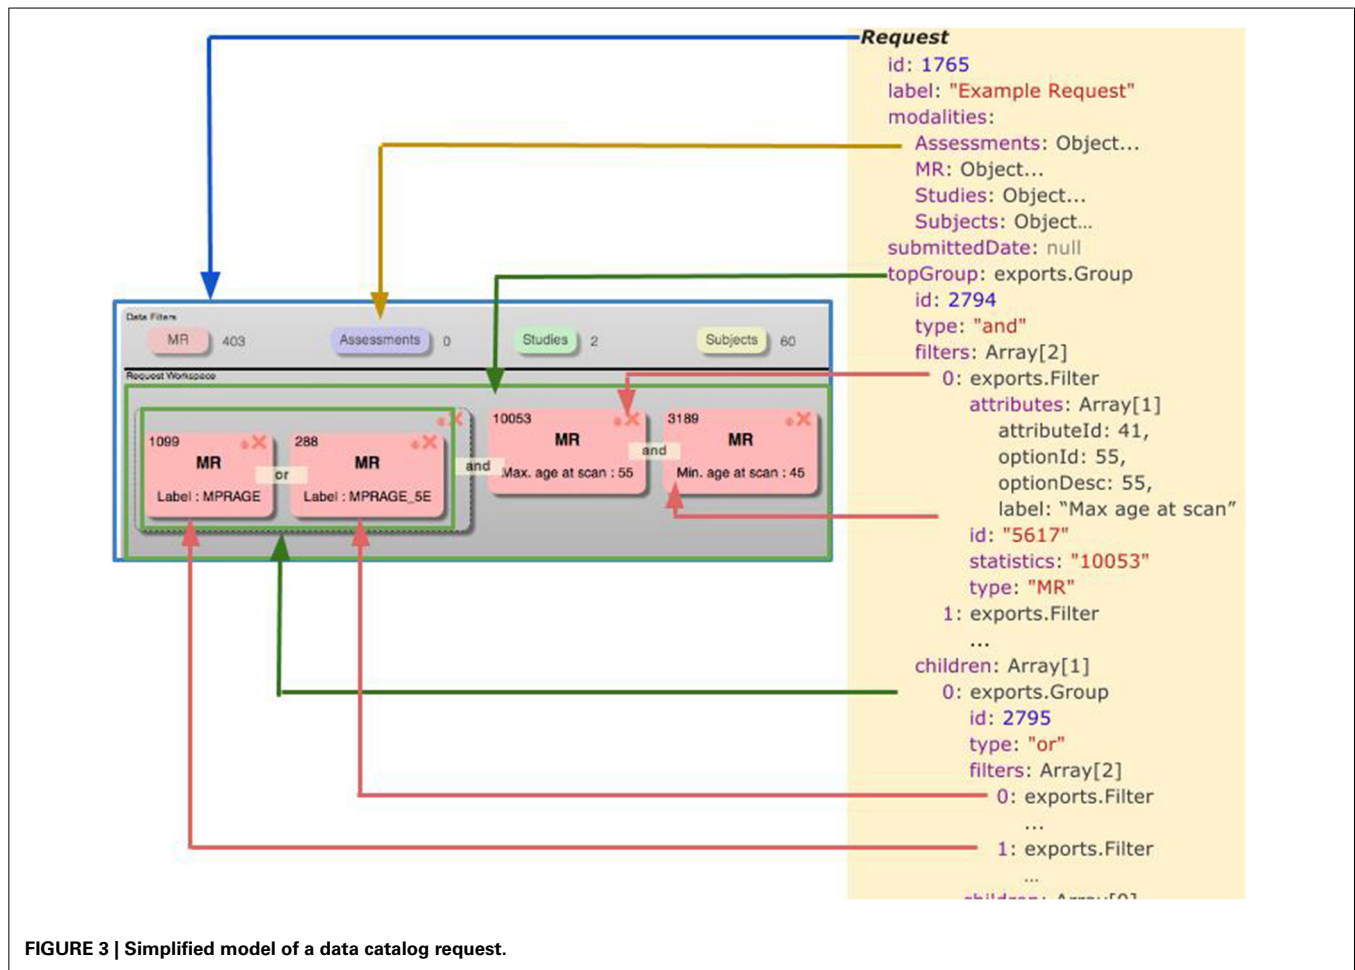 Request
id: 1765
label: "Example Request"
modalities:
Assessments: Object...
MR: Object...
Studies: Object...
Subjects: Object...
submittedDate: null
topGroup: exports.Group
id: 2794
type: "and"
filters: Array[2]
0: exports.Filter
attributes: Array[1]
attributeId: 41,
optionId: 55,
optionDesc: 55,
label: “Max age at scan”
id: "5617"
statistics: "10053"
type: "MR"
1: exports.Filter
...
children: Array[1]
0: exports.Group
id: 2795
type: "or"
filters: Array[2]
0: exports.Filter
...
1: exports.Filter
...
Data Filters
MR 403 Assessments 0 Studies 2 Subjects 60
Request Workspace
1099
MR
Label : MPRAGE
or
288
MR
Label : MPRAGE_5E
and
10053
MR
Max. age at scan : 55
and
3189
MR
Min. age at scan : 45
FIGURE 3 | Simplified model of a data catalog request.